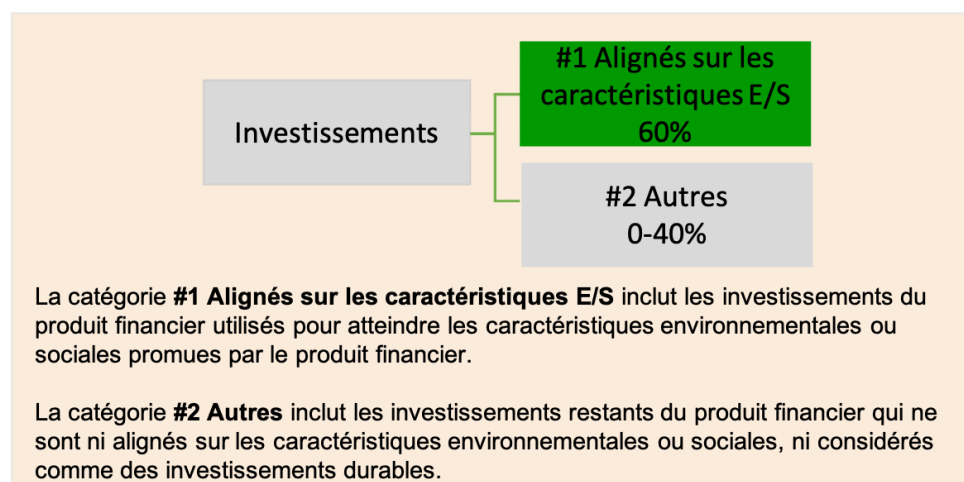 #1 Alignés sur les
caractéristiques E/S
60%
Investissements
#2 Autres
0-40%
La catégorie #1 Alignés sur les caractéristiques E/S inclut les investissements du
produit financier utilisés pour atteindre les caractéristiques environnementales ou
sociales promues par le produit financier.
La catégorie #2 Autres inclut les investissements restants du produit financier qui ne
sont ni alignés sur les caractéristiques environnementales ou sociales, ni considérés
comme des investissements durables.